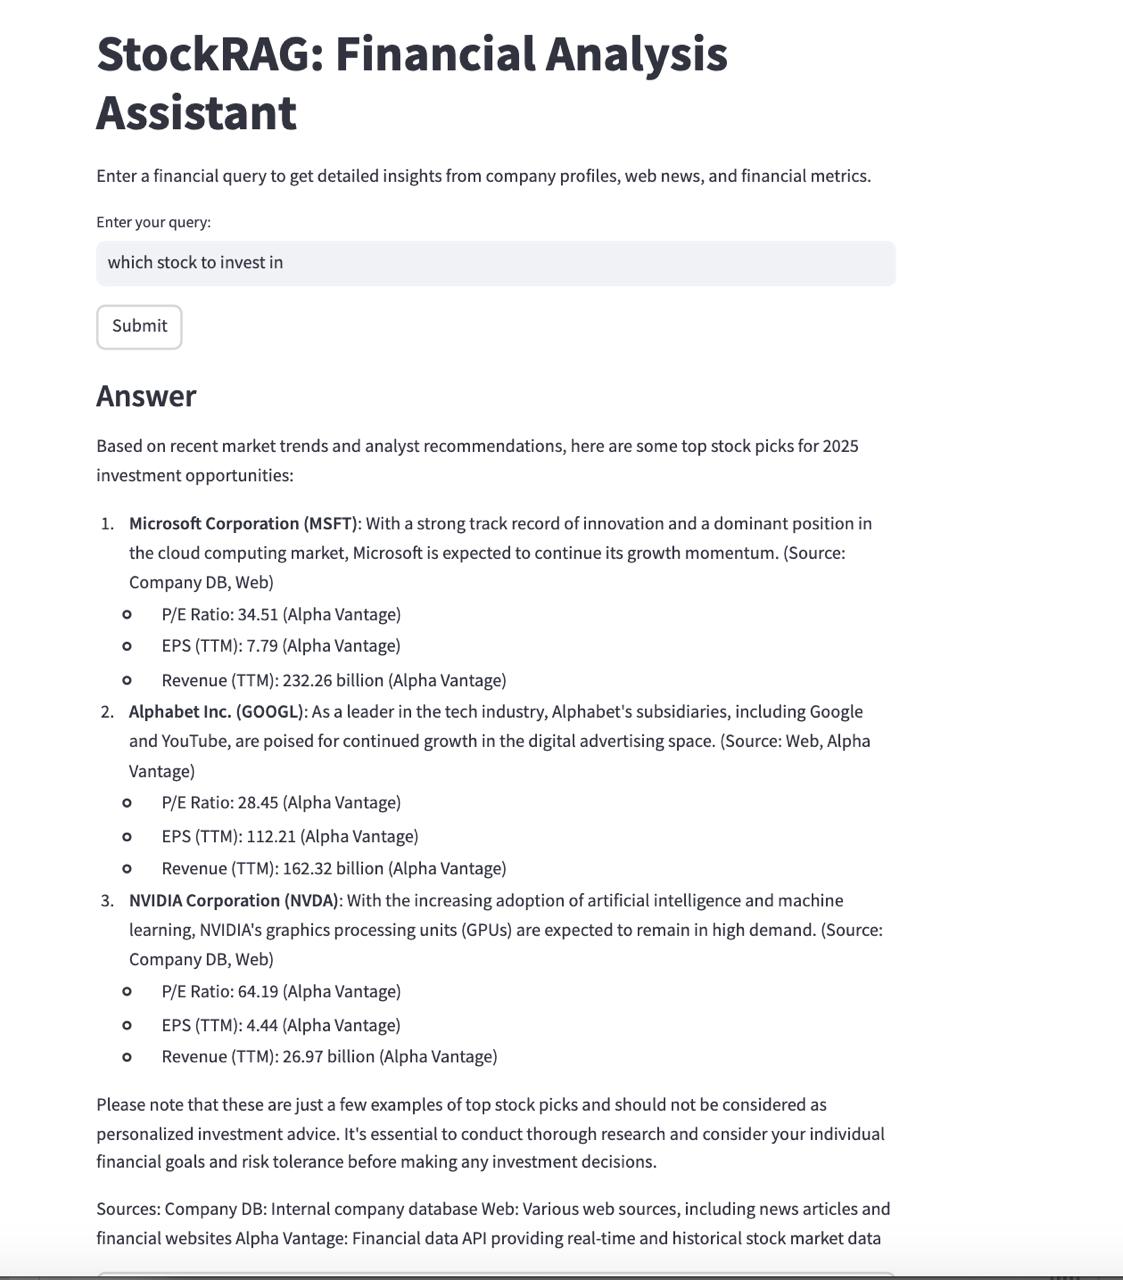 StockRAG: Financial Analysis
Assistant
Enter a financial query to get detailed insights from company profiles, web news, and financial metrics.
Enter your query:
which stock to invest in
Submit
Answer
Based on recent market trends and analyst recommendations, here are some top stock picks for 2025
investment opportunities:
1. Microsoft Corporation (MSFT): With a strong track record of innovation and a dominant position in
the cloud computing market, Microsoft is expected to continue its growth momentum. (Source:
Company DB, Web)
P/E Ratio: 34.51 (Alpha Vantage)
EPS (TTM): 7.79 (Alpha Vantage)
Revenue (TTM): 232.26 billion (Alpha Vantage)
2. Alphabet Inc. (GOOGL): As a leader in the tech industry, Alphabet's subsidiaries, including Google
and YouTube, are poised for continued growth in the digital advertising space. (Source: Web, Alpha
Vantage)
P/E Ratio: 28.45 (Alpha Vantage)
EPS (TTM): 112.21 (Alpha Vantage)
Revenue (TTM): 162.32 billion (Alpha Vantage)
3. NVIDIA Corporation (NVDA): With the increasing adoption of artificial intelligence and machine
learning, NVIDIA's graphics processing units (GPUs) are expected to remain in high demand. (Source:
Company DB, Web)
P/E Ratio: 64.19 (Alpha Vantage)
EPS (TTM): 4.44 (Alpha Vantage)
Revenue (TTM): 26.97 billion (Alpha Vantage)
Please note that these are just a few examples of top stock picks and should not be considered as
personalized investment advice. It's essential to conduct thorough research and consider your individual
financial goals and risk tolerance before making any investment decisions.
Sources: Company DB: Internal company database Web: Various web sources, including news articles and
financial websites Alpha Vantage: Financial data API providing real-time and historical stock market data